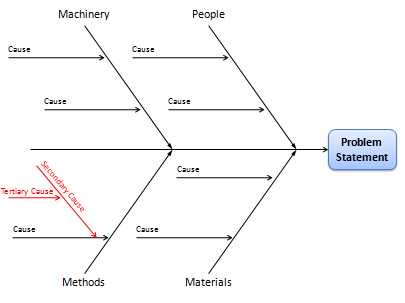 Machinery
People
Cause
Cause
Cause
Cause
Problem
Statement
Secondary Cause
Cause
Tertiary Cause
Cause
Cause
Methods
Materials